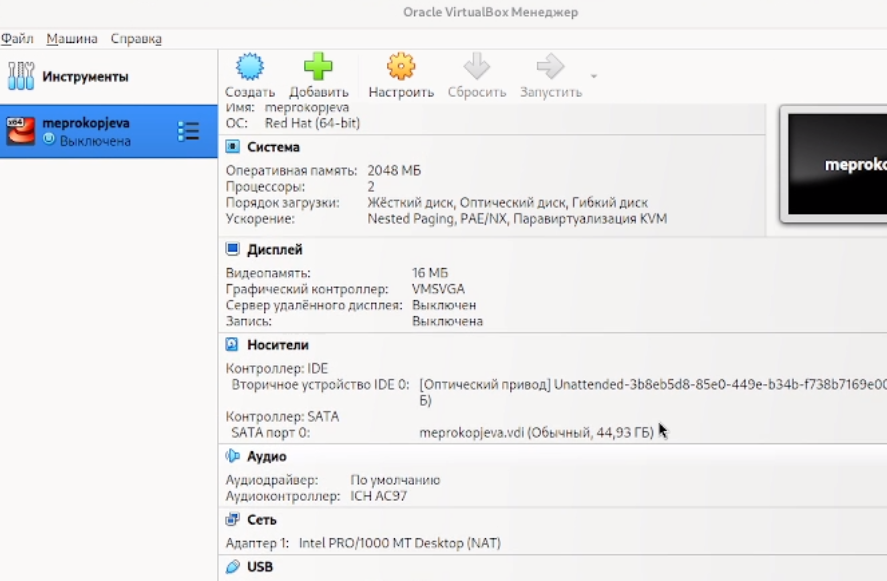 Oracle VirtualBox Менеджер
Файл Машина Справка
Инструменты
Создать Добавить Настроить Сбросить Запустить
x64
meprokopjeva
Выключена
Имя: meprokopjeva
ОС: Red Hat (64-bit)
Система
Оперативная память: 2048 МБ
Процессоры: 2
Порядок загрузки: Жёсткий диск, Оптический диск, Гибкий диск
Ускорение: Nested Paging, PAE/NX, Паравиртуализация KVM
meproko
Дисплей
Видеопамять: 16 МБ
Графический контроллер: VMSVGA
Сервер удалённого дисплея: Выключен
Запись: Выключена
Носители
Контроллер: IDE
Вторичное устройство IDE 0: [Оптический привод] Unattended-3b8eb5d8-85e0-449e-b34b-f738b7169e00
Б)
Контроллер: SATA
SATA порт 0: meprokopjeva.vdi (Обычный, 44,93 ГБ)
Аудио
Аудиодрайвер: По умолчанию
Аудиоконтроллер: ICH AC97
Сеть
Адаптер 1: Intel PRO/1000 MT Desktop (NAT)
USB